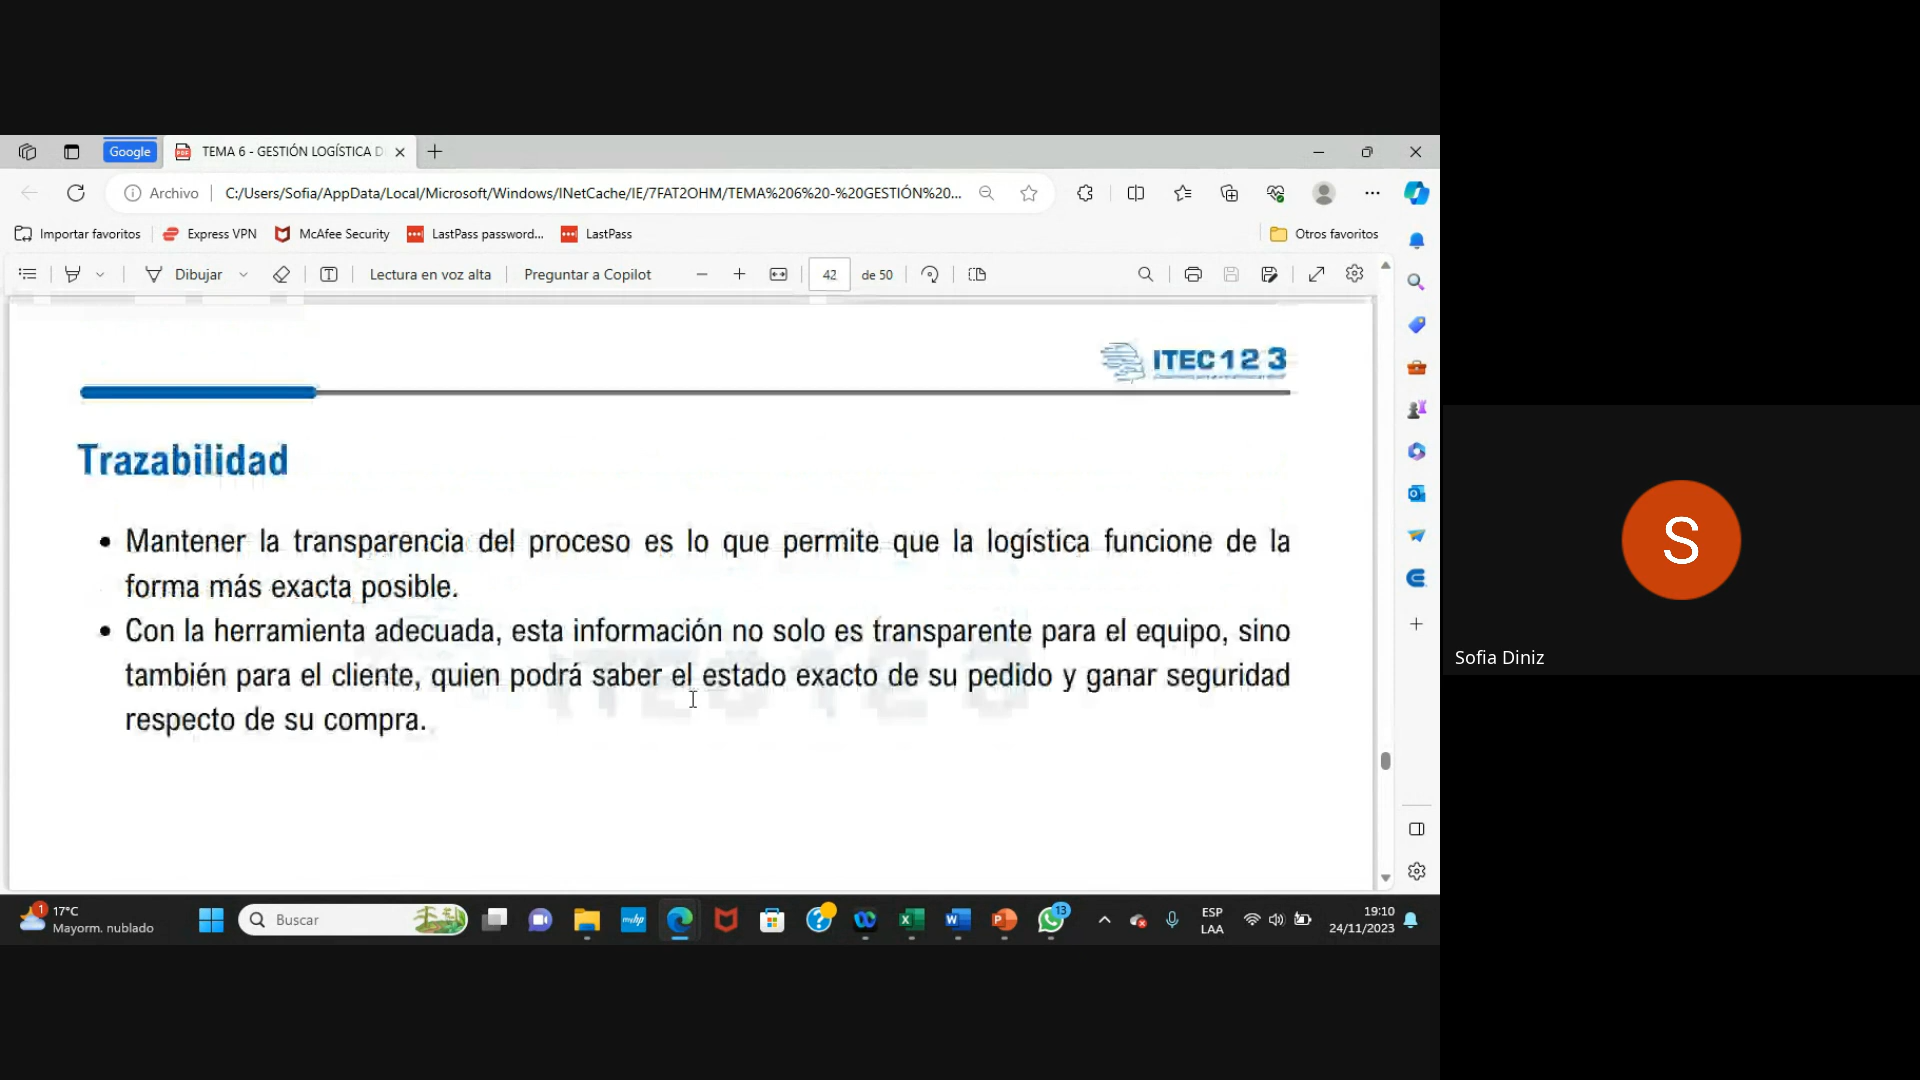 Google
TEMA 6 - GESTIÓN LOGÍSTICA D
Archivo
C:/Users/Sofia/AppData/Local/Microsoft/Windows/INetCache/IE/7FAT2OHM/TEMA%206%20-%20GESTIÓN%20...
Importar favoritos
Express VPN
McAfee Security
LastPass password...
LastPass
Otros favoritos
Dibujar
Lectura en voz alta
Preguntar a Copilot
42
de 50
ITEC 1 2 3
Trazabilidad
• Mantener la transparencia del proceso es lo que permite que la logística funcione de la
forma más exacta posible.
• Con la herramienta adecuada, esta información no solo es transparente para el equipo, sino
también para el cliente, quien podrá saber el estado exacto de su pedido y ganar seguridad
respecto de su compra.
S
Sofia Diniz
1
17°C
Mayorm. nublado
Buscar
myhp
13
ESP
LAA
19:10
24/11/2023